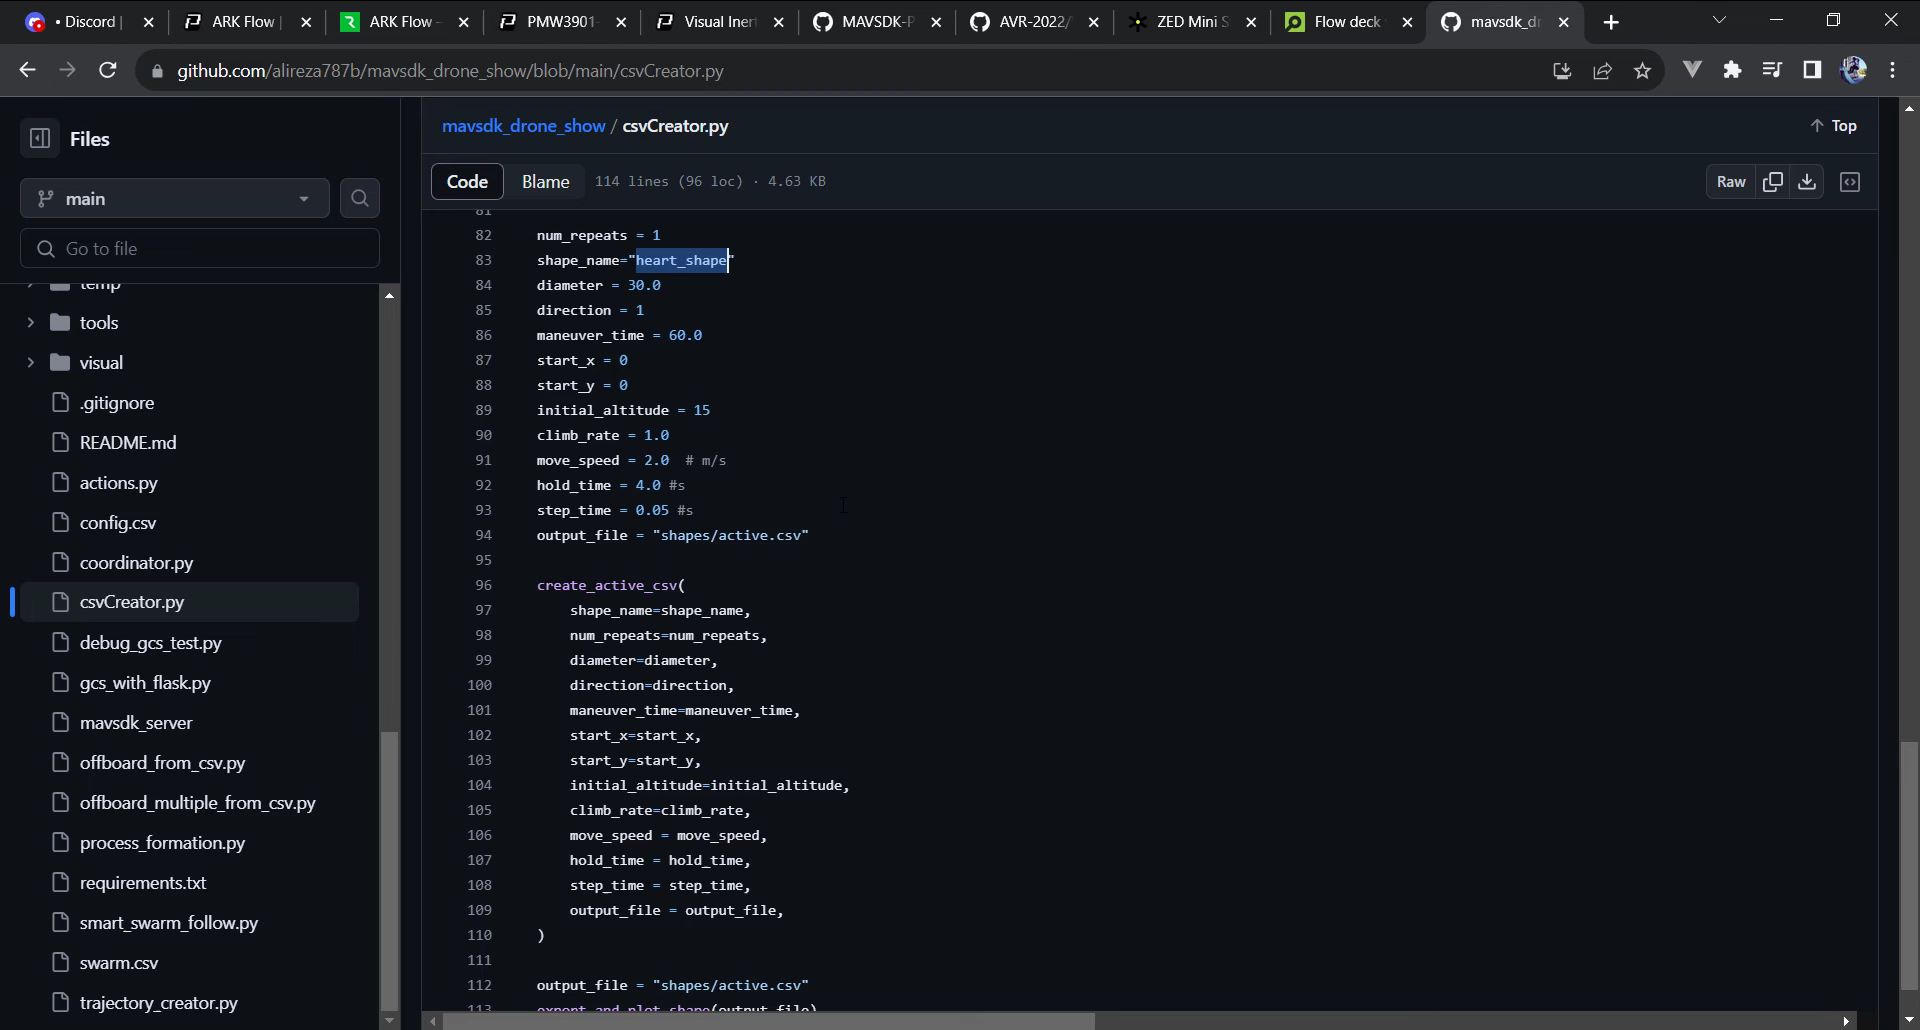 • Discord |
ARK Flow |
ARK Flow -
PMW3901
Visual Iner
MAVSDK-P
AVR-2022/
ZED Mini S
Flow deck
mavsdk_dr
github.com/alireza787b/mavsdk_drone_show/blob/main/csvCreator.py
Files
main
Go to file
temp
tools
visual
.gitignore
README.md
actions.py
config.csv
coordinator.py
csvCreator.py
debug_gcs_test.py
gcs_with_flask.py
mavsdk_server
offboard_from_csv.py
offboard_multiple_from_csv.py
process_formation.py
requirements.txt
smart_swarm_follow.py
swarm.csv
trajectory_creator.py
mavsdk_drone_show / csvCreator.py
Top
Code Blame 114 lines (96 loc) · 4.63 KB
Raw
81
82 num_repeats = 1
83 shape_name="heart_shape"
84 diameter = 30.0
85 direction = 1
86 maneuver_time = 60.0
87 start_x = 0
88 start_y = 0
89 initial_altitude = 15
90 climb_rate = 1.0
91 move_speed = 2.0 # m/s
92 hold_time = 4.0 #s
93 step_time = 0.05 #s
94 output_file = "shapes/active.csv"
95
96 create_active_csv(
97 shape_name=shape_name,
98 num_repeats=num_repeats,
99 diameter=diameter,
100 direction=direction,
101 maneuver_time=maneuver_time,
102 start_x=start_x,
103 start_y=start_y,
104 initial_altitude=initial_altitude,
105 climb_rate=climb_rate,
106 move_speed = move_speed,
107 hold_time = hold_time,
108 step_time = step_time,
109 output_file = output_file,
110 )
111
112 output_file = "shapes/active.csv"
113 export_and_plot_shape(output_file)